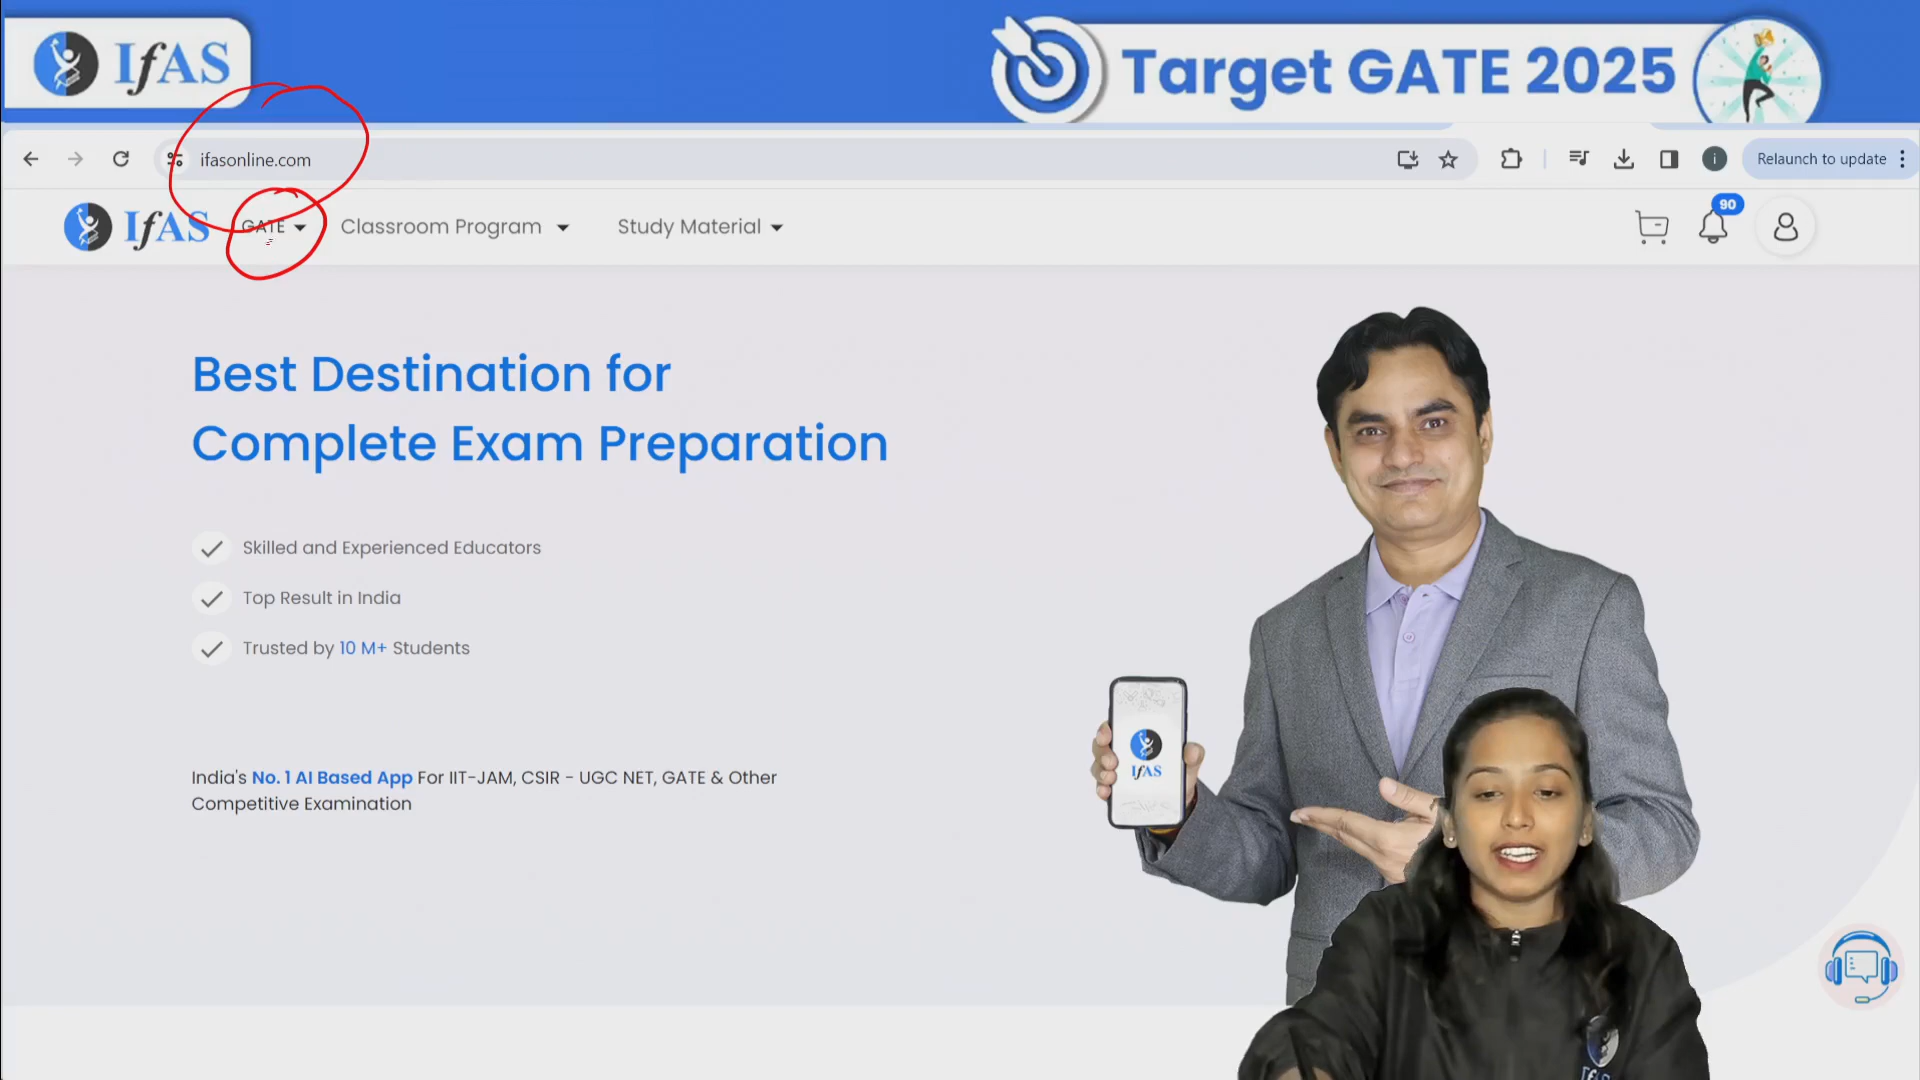 IfAS
Target GATE 2025
ifasonline.com
i
Relaunch to update
IfAS
GATE
Classroom Program
Study Material
90
Best Destination for
Complete Exam Preparation
Skilled and Experienced Educators
Top Result in India
Trusted by 10 M+ Students
IfAS
India's No. 1 AI Based App For IIT-JAM, CSIR - UGC NET, GATE & Other
Competitive Examination
IfAS